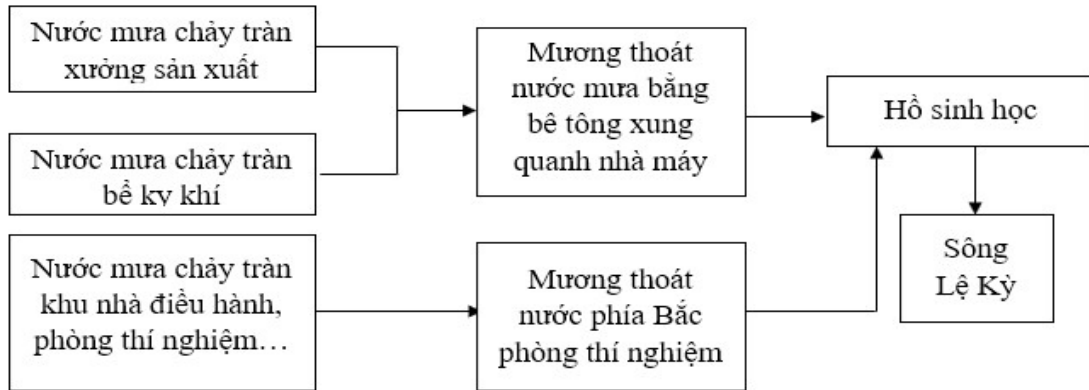 Nước mưa chảy tràn
xưởng sản xuất
Nước mưa chảy tràn
bể kỵ khí
Nước mưa chảy tràn
khu nhà điều hành,
phòng thí nghiệm…
Mương thoát
nước mưa bằng
bê tông xung
quanh nhà máy
Mương thoát
nước phía Bắc
phòng thí nghiệm
Hồ sinh học
Sông
Lệ Kỳ